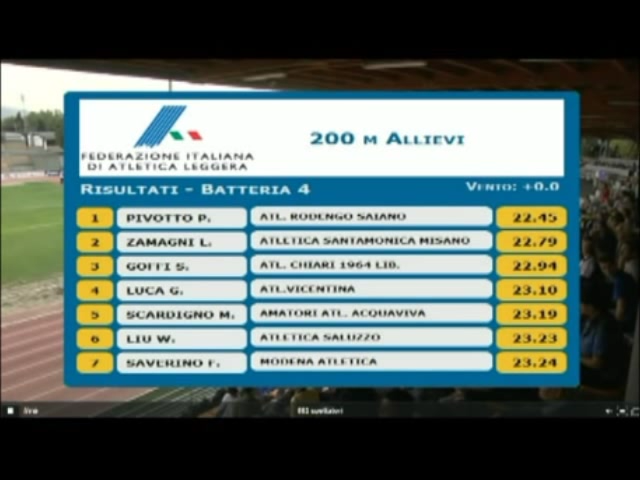 FEDERAZIONE ITALIANA
DI ATLETICA LEGGERA
200 M ALLIEVI
RISULTATI - BATTERIA 4 VENTO: +0.0
1 PIVOTTO P. ATL. RODENGO SAIANO 22.45
2 ZAMAGNI L. ATLETICA SANTAMONICA MISANO 22.79
3 GOFFI S. ATL. CHIARI 1964 LIB. 22.94
4 LUCA G. ATL.VICENTINA 23.10
5 SCARDIGNO M. AMATORI ATL. ACQUAVIVA 23.19
6 LIU W. ATLETICA SALUZZO 23.23
7 SAVERINO F. MODENA ATLETICA 23.24